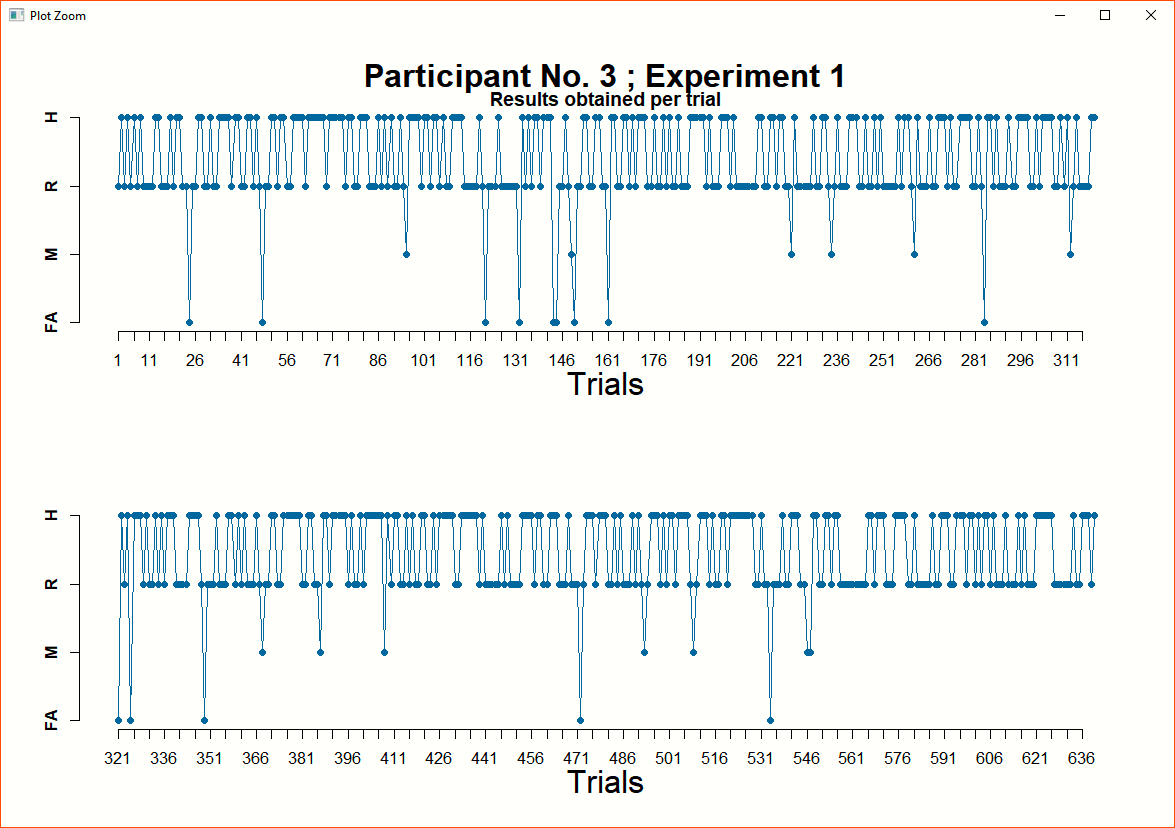 Plot Zoom
Participant No. 3 ; Experiment 1
Results obtained per trial
H
R
M
FA
1 11 26 41 56 71 86 101 116 131 146 161 176 191 206 221 236 251 266 281 296 311
Trials
H
R
M
FA
321 336 351 366 381 396 411 426 441 456 471 486 501 516 531 546 561 576 591 606 621 636
Trials